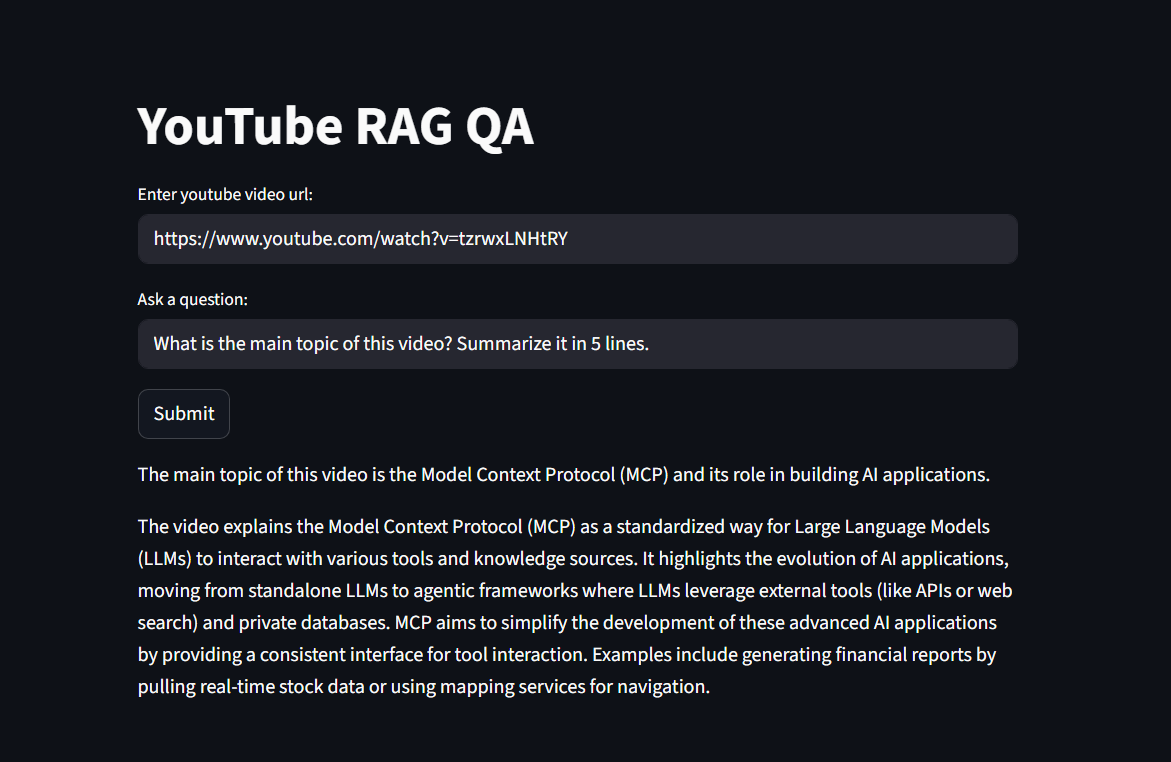 YouTube RAG QA
Enter youtube video url:
https://www.youtube.com/watch?v=tzrwxLNHtRY
Ask a question:
What is the main topic of this video? Summarize it in 5 lines.
Submit
The main topic of this video is the Model Context Protocol (MCP) and its role in building AI applications.
The video explains the Model Context Protocol (MCP) as a standardized way for Large Language Models
(LLMs) to interact with various tools and knowledge sources. It highlights the evolution of AI applications,
moving from standalone LLMs to agentic frameworks where LLMs leverage external tools (like APIs or web
search) and private databases. MCP aims to simplify the development of these advanced AI applications
by providing a consistent interface for tool interaction. Examples include generating financial reports by
pulling real-time stock data or using mapping services for navigation.